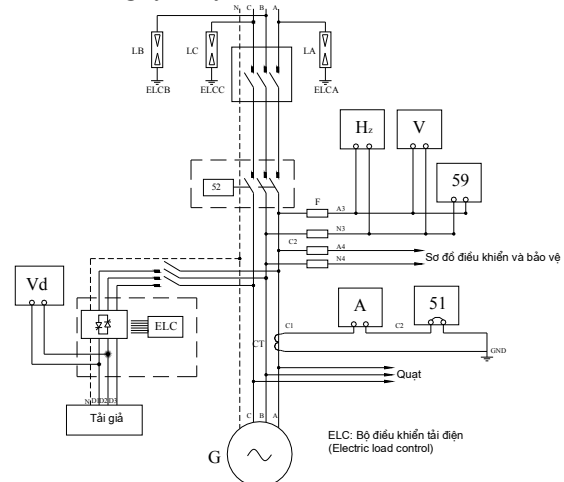 N C B A
LB LC LA
ELCB ELCC ELCA
Hz V
59
52
F A3
N3
C2 A4
N4
Sơ đồ điều khiển và bảo vệ
Vd
A 51
ELC
C1 C2
CT
GND
Quạt
N D1 D2 D3
Tải giả
C B A
G
ELC: Bộ điều khiển tải điện
(Electric load control)